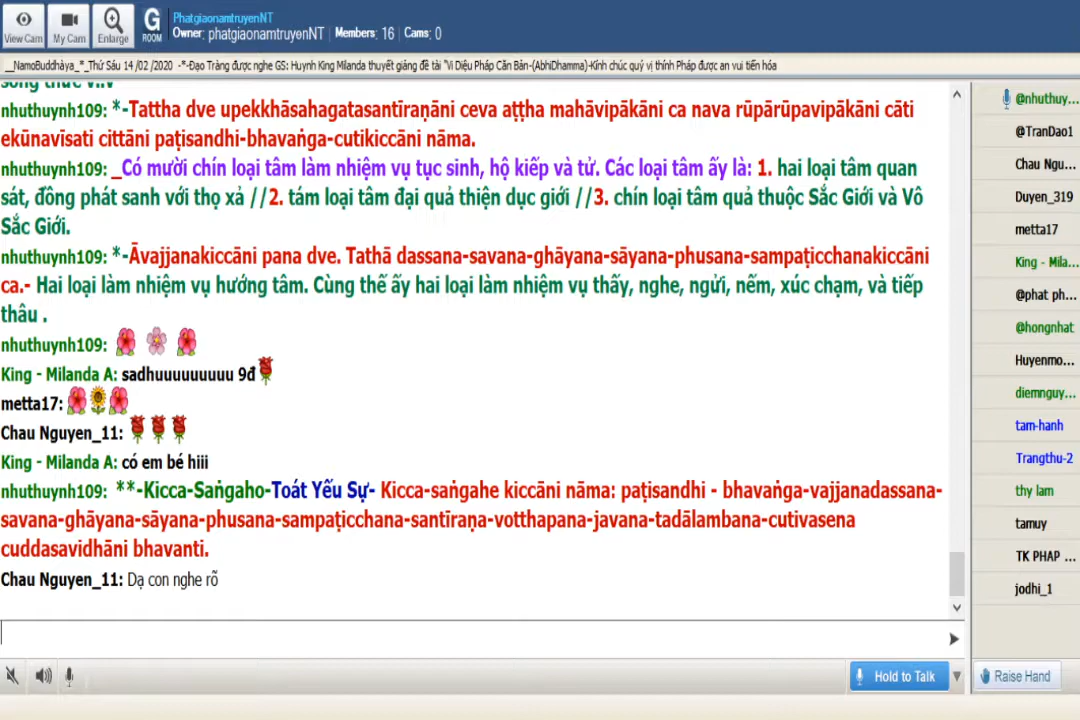 View Cam
My Cam
Enlarge
G
ROOM
PhatgiaonamtruyenNT
Owner: phatgiaonamtruyenNT | Members: 16 | Cams: 0
__NamoBuddhàya_*_Thứ Sáu 14 /02 /2020 -*-Đạo Tràng được nghe GS: Huynh King Milanda thuyết giảng đề tài "Vi Diệu Pháp Căn Bản-(AbhiDhamma)-Kính chúc quý vị thính Pháp được an vui tiến hóa
nhuthuynh109: *-Tattha dve upekkhāsahagatasantīraṇāni ceva aṭṭha mahāvipākāni ca nava rūpārūpavipākāni cāti
ekūnavīsati cittāni paṭisandhi-bhavaṅga-cutikiccāni nāma.
nhuthuynh109: _Có mười chín loại tâm làm nhiệm vụ tục sinh, hộ kiếp và tử. Các loại tâm ấy là: 1. hai loại tâm quan
sát, đồng phát sanh với thọ xả //2. tám loại tâm đại quả thiện dục giới //3. chín loại tâm quả thuộc Sắc Giới và Vô
Sắc Giới.
nhuthuynh109: *-Āvajjanakiccāni pana dve. Tathā dassana-savana-ghāyana-sāyana-phusana-sampaṭicchanakiccāni
ca.- Hai loại làm nhiệm vụ hướng tâm. Cùng thế ấy hai loại làm nhiệm vụ thấy, nghe, ngửi, nếm, xúc chạm, và tiếp
thâu .
nhuthuynh109:
King - Milanda A: sadhuuuuuuuuu 9đ
metta17:
Chau Nguyen_11:
King - Milanda A: có em bé hiii
nhuthuynh109: **-Kicca-Saṅgaho-Toát Yếu Sự- Kicca-saṅgahe kiccāni nāma: paṭisandhi - bhavaṅga-vajjanadassana-
savana-ghāyana-sāyana-phusana-sampaṭicchana-santīraṇa-votthapana-javana-tadālambana-cutivasena
cuddasavidhāni bhavanti.
Chau Nguyen_11: Dạ con nghe rõ
Hold to Talk
@nhuthuy...
@TranDao1
Chau Ngu...
Duyen_319
metta17
King - Mila...
@phat ph...
@hongnhat
Huyenmo...
diemnguy...
tam-hanh
Trangthu-2
thy lam
tamuy
TK PHAP ...
jodhi_1
Raise Hand